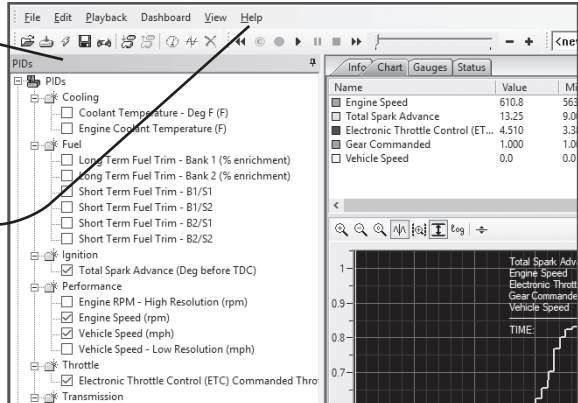 File Edit Playback Dashboard View Help
PIDs
Info Chart Gauges Status
PIDs
Cooling
Coolant Temperature - Deg F (F)
Engine Coolant Temperature (F)
Fuel
Long Term Fuel Trim - Bank 1 (% enrichment)
Long Term Fuel Trim - Bank 2 (% enrichment)
Short Term Fuel Trim - B1/S1
Short Term Fuel Trim - B1/S2
Short Term Fuel Trim - B2/S1
Short Term Fuel Trim - B2/S2
Ignition
Total Spark Advance (Deg before TDC)
Performance
Engine RPM - High Resolution (rpm)
Engine Speed (rpm)
Vehicle Speed (mph)
Vehicle Speed - Low Resolution (mph)
Throttle
Electronic Throttle Control (ETC) Commanded Thro
Transmission
Name Value Mi
Engine Speed 610.8 563
Total Spark Advance 13.25 9.00
Electronic Throttle Control (ET... 4.510 3.3
Gear Commanded 1.000 1.00
Vehicle Speed 0.0 0.0
log
Total Spark Adv
Engine Speed
Electronic Thrott
Gear Commande
Vehicle Speed
TIME:
1
0.9
0.8
0.7